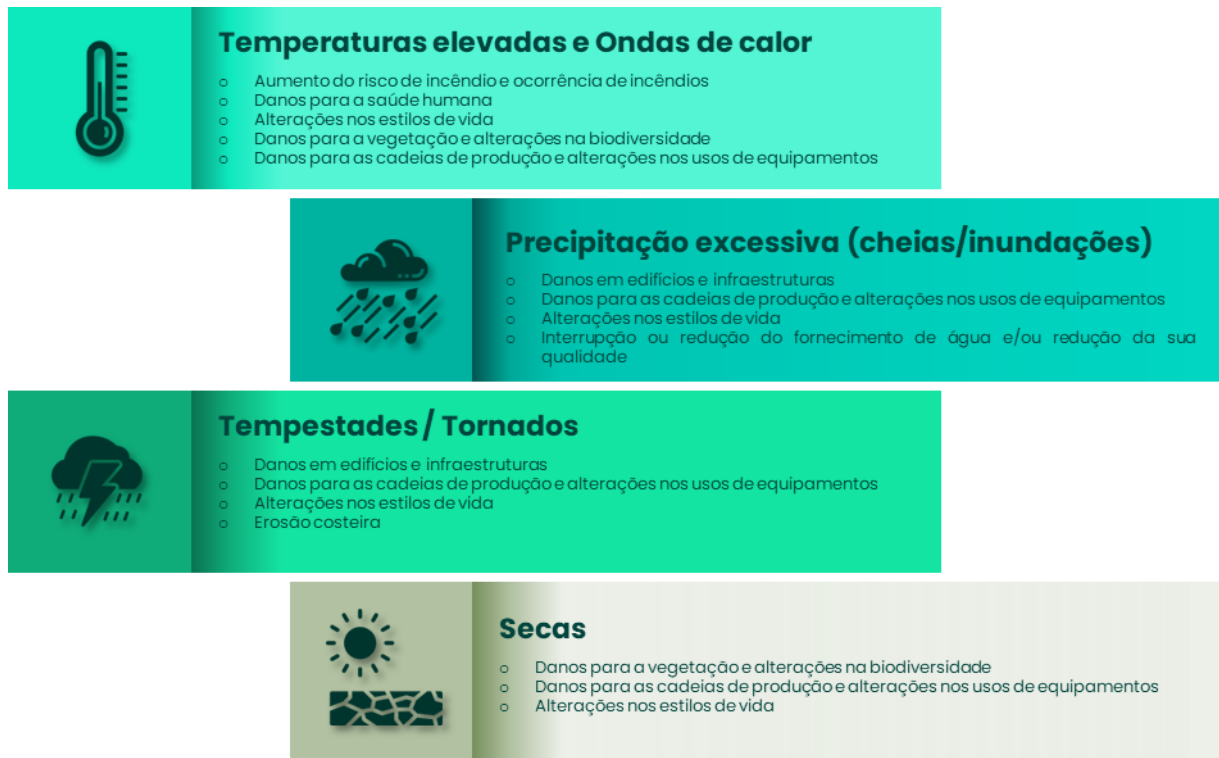 Temperaturas elevadas e Ondas de calor
o Aumento do risco de incêndio e ocorrência de incêndios
o Danos para a saúde humana
o Alterações nos estilos de vida
o Danos para a vegetação e alterações na biodiversidade
o Danos para as cadeias de produção e alterações nos usos de equipamentos
Precipitação excessiva (cheias/inundações)
o Danos em edifícios e infraestruturas
o Danos para as cadeias de produção e alterações nos usos de equipamentos
o Alterações nos estilos de vida
o Interrupção ou redução do fornecimento de água e/ou redução da sua
qualidade
Tempestades / Tornados
o Danos em edifícios e infraestruturas
o Danos para as cadeias de produção e alterações nos usos de equipamentos
o Alterações nos estilos de vida
o Erosão costeira
Secas
o Danos para a vegetação e alterações na biodiversidade
o Danos para as cadeias de produção e alterações nos usos de equipamentos
o Alterações nos estilos de vida